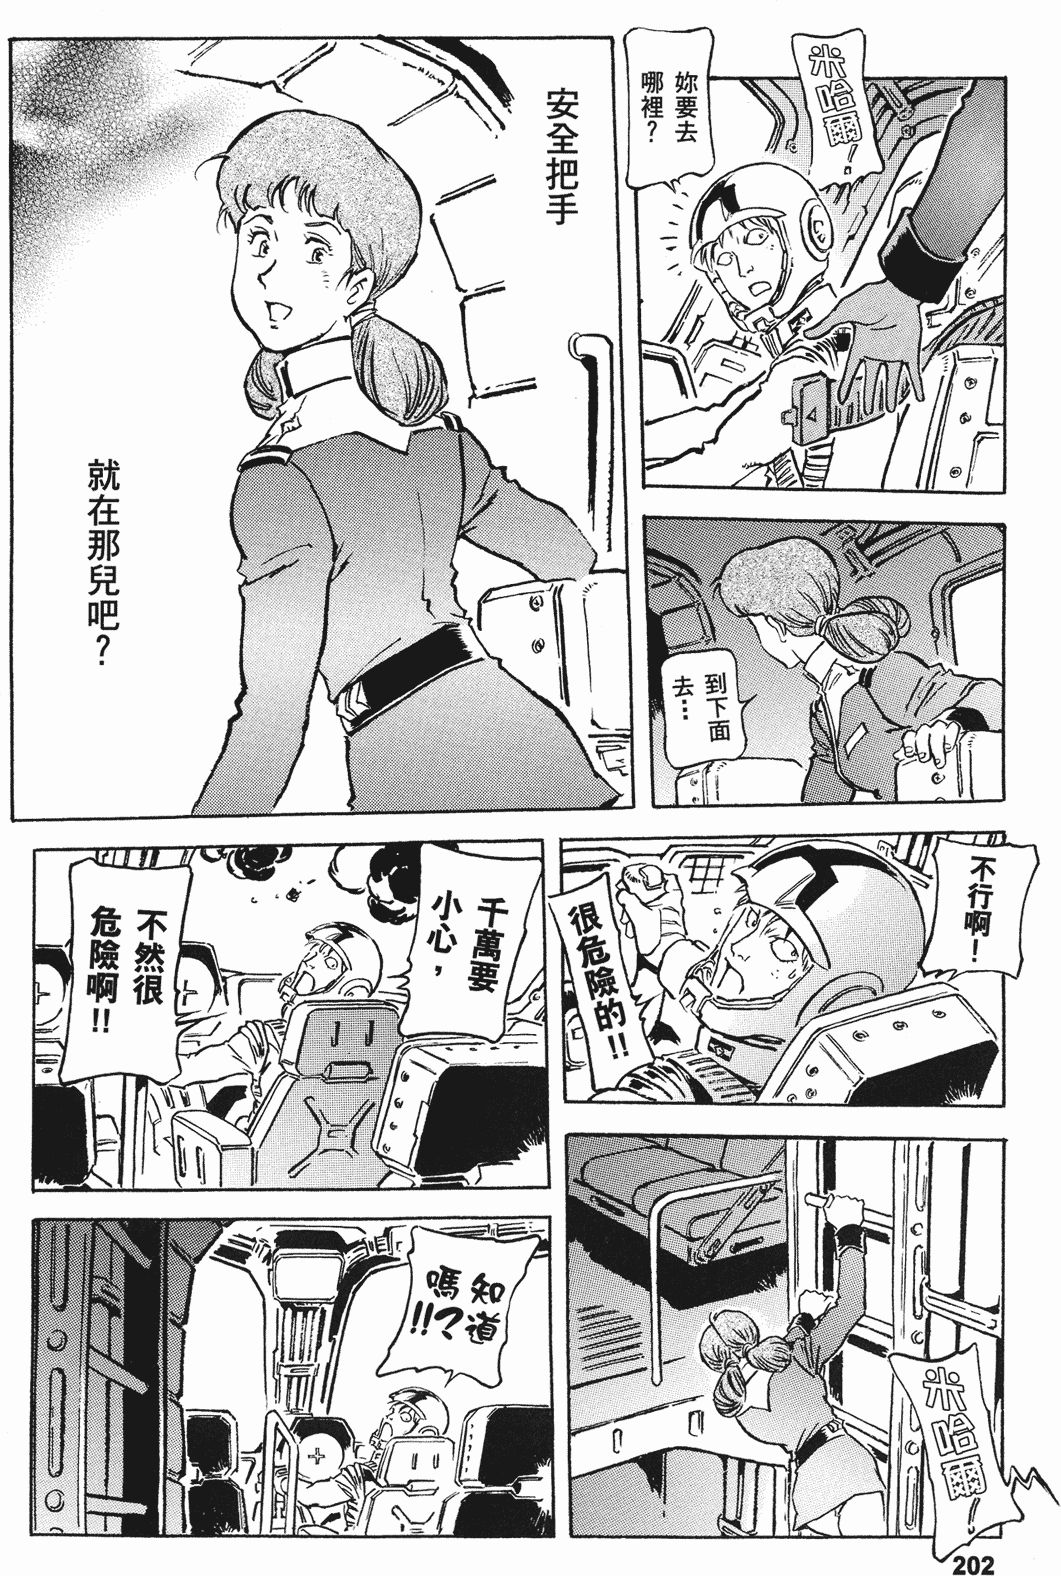 米哈爾!
妳要去
哪裡?
到下面
去…
安全把手
就在那兒吧?
不行啊!
很危險的!!
千萬要
小心,
不然很
危險啊!!
米哈爾!
知道
嗎!!?
202